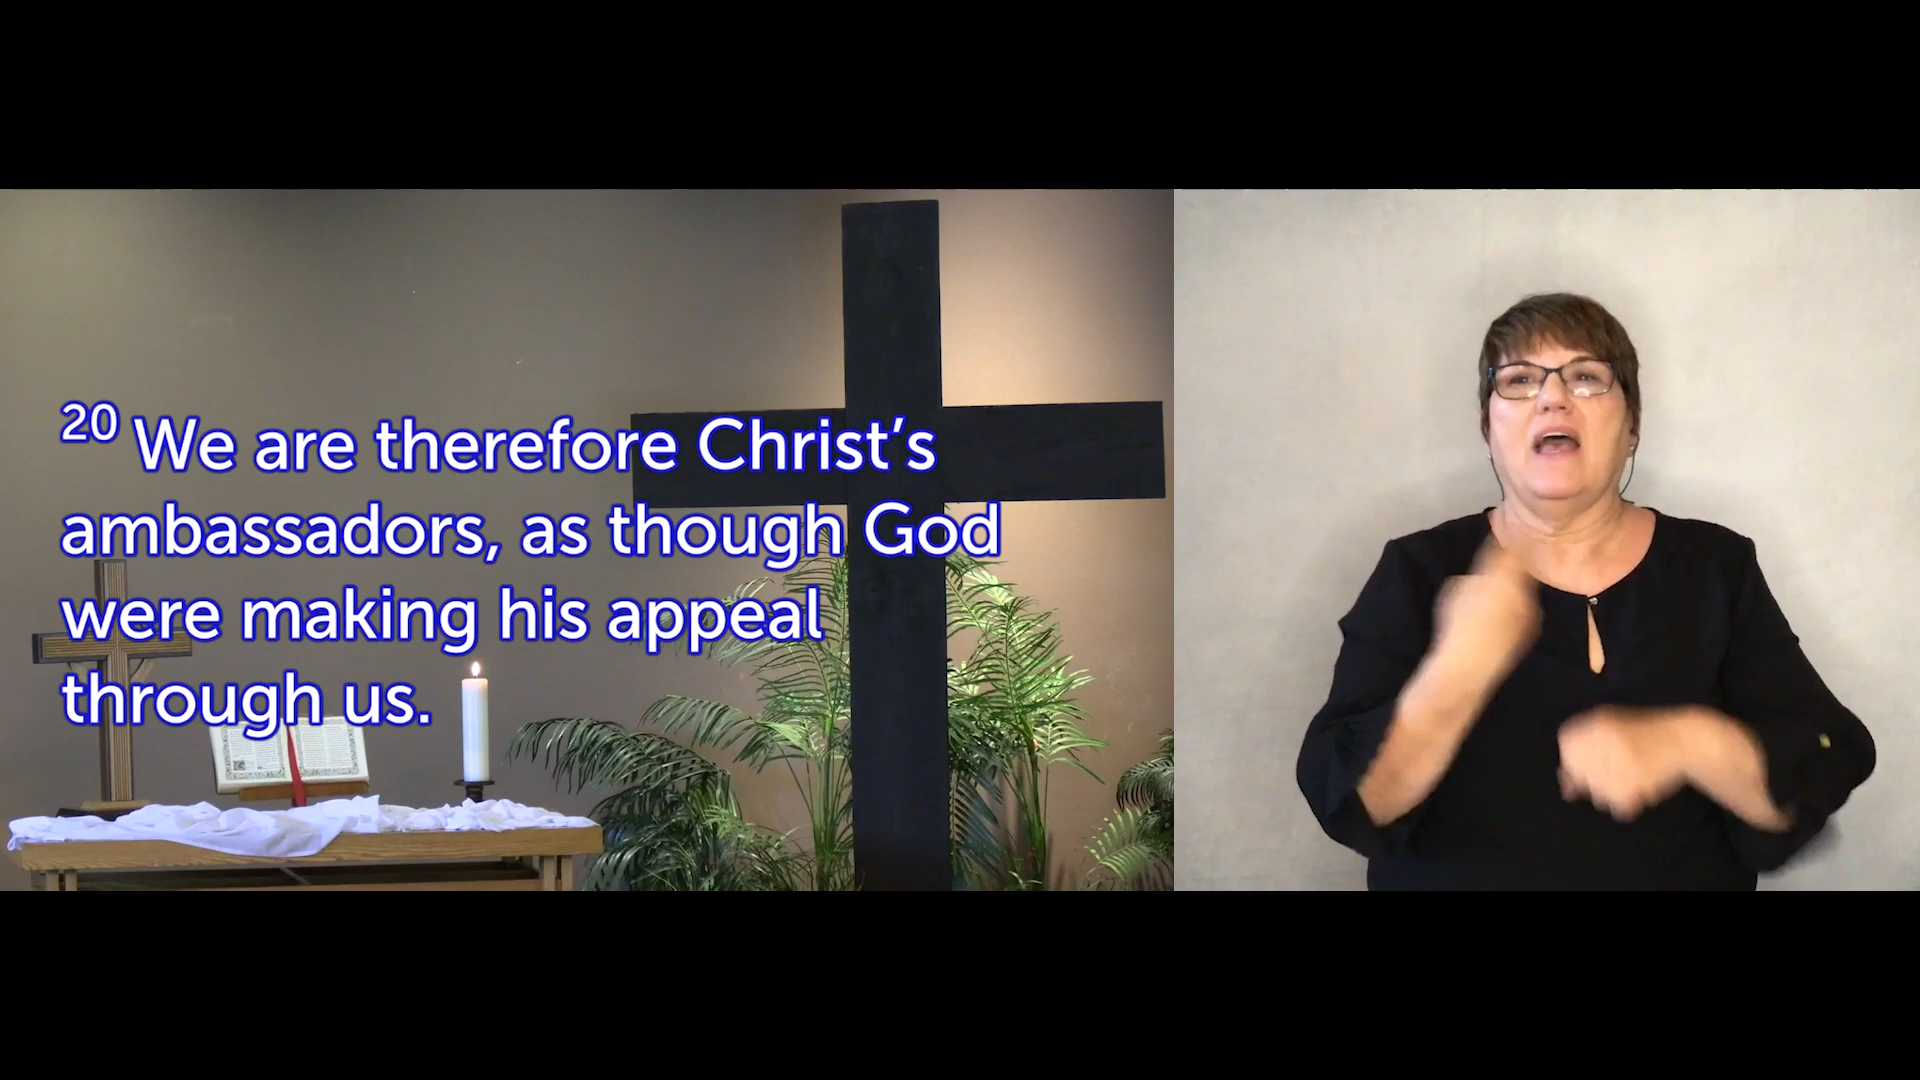 20 We are therefore Christ’s
ambassadors, as though God
were making his appeal
through us.